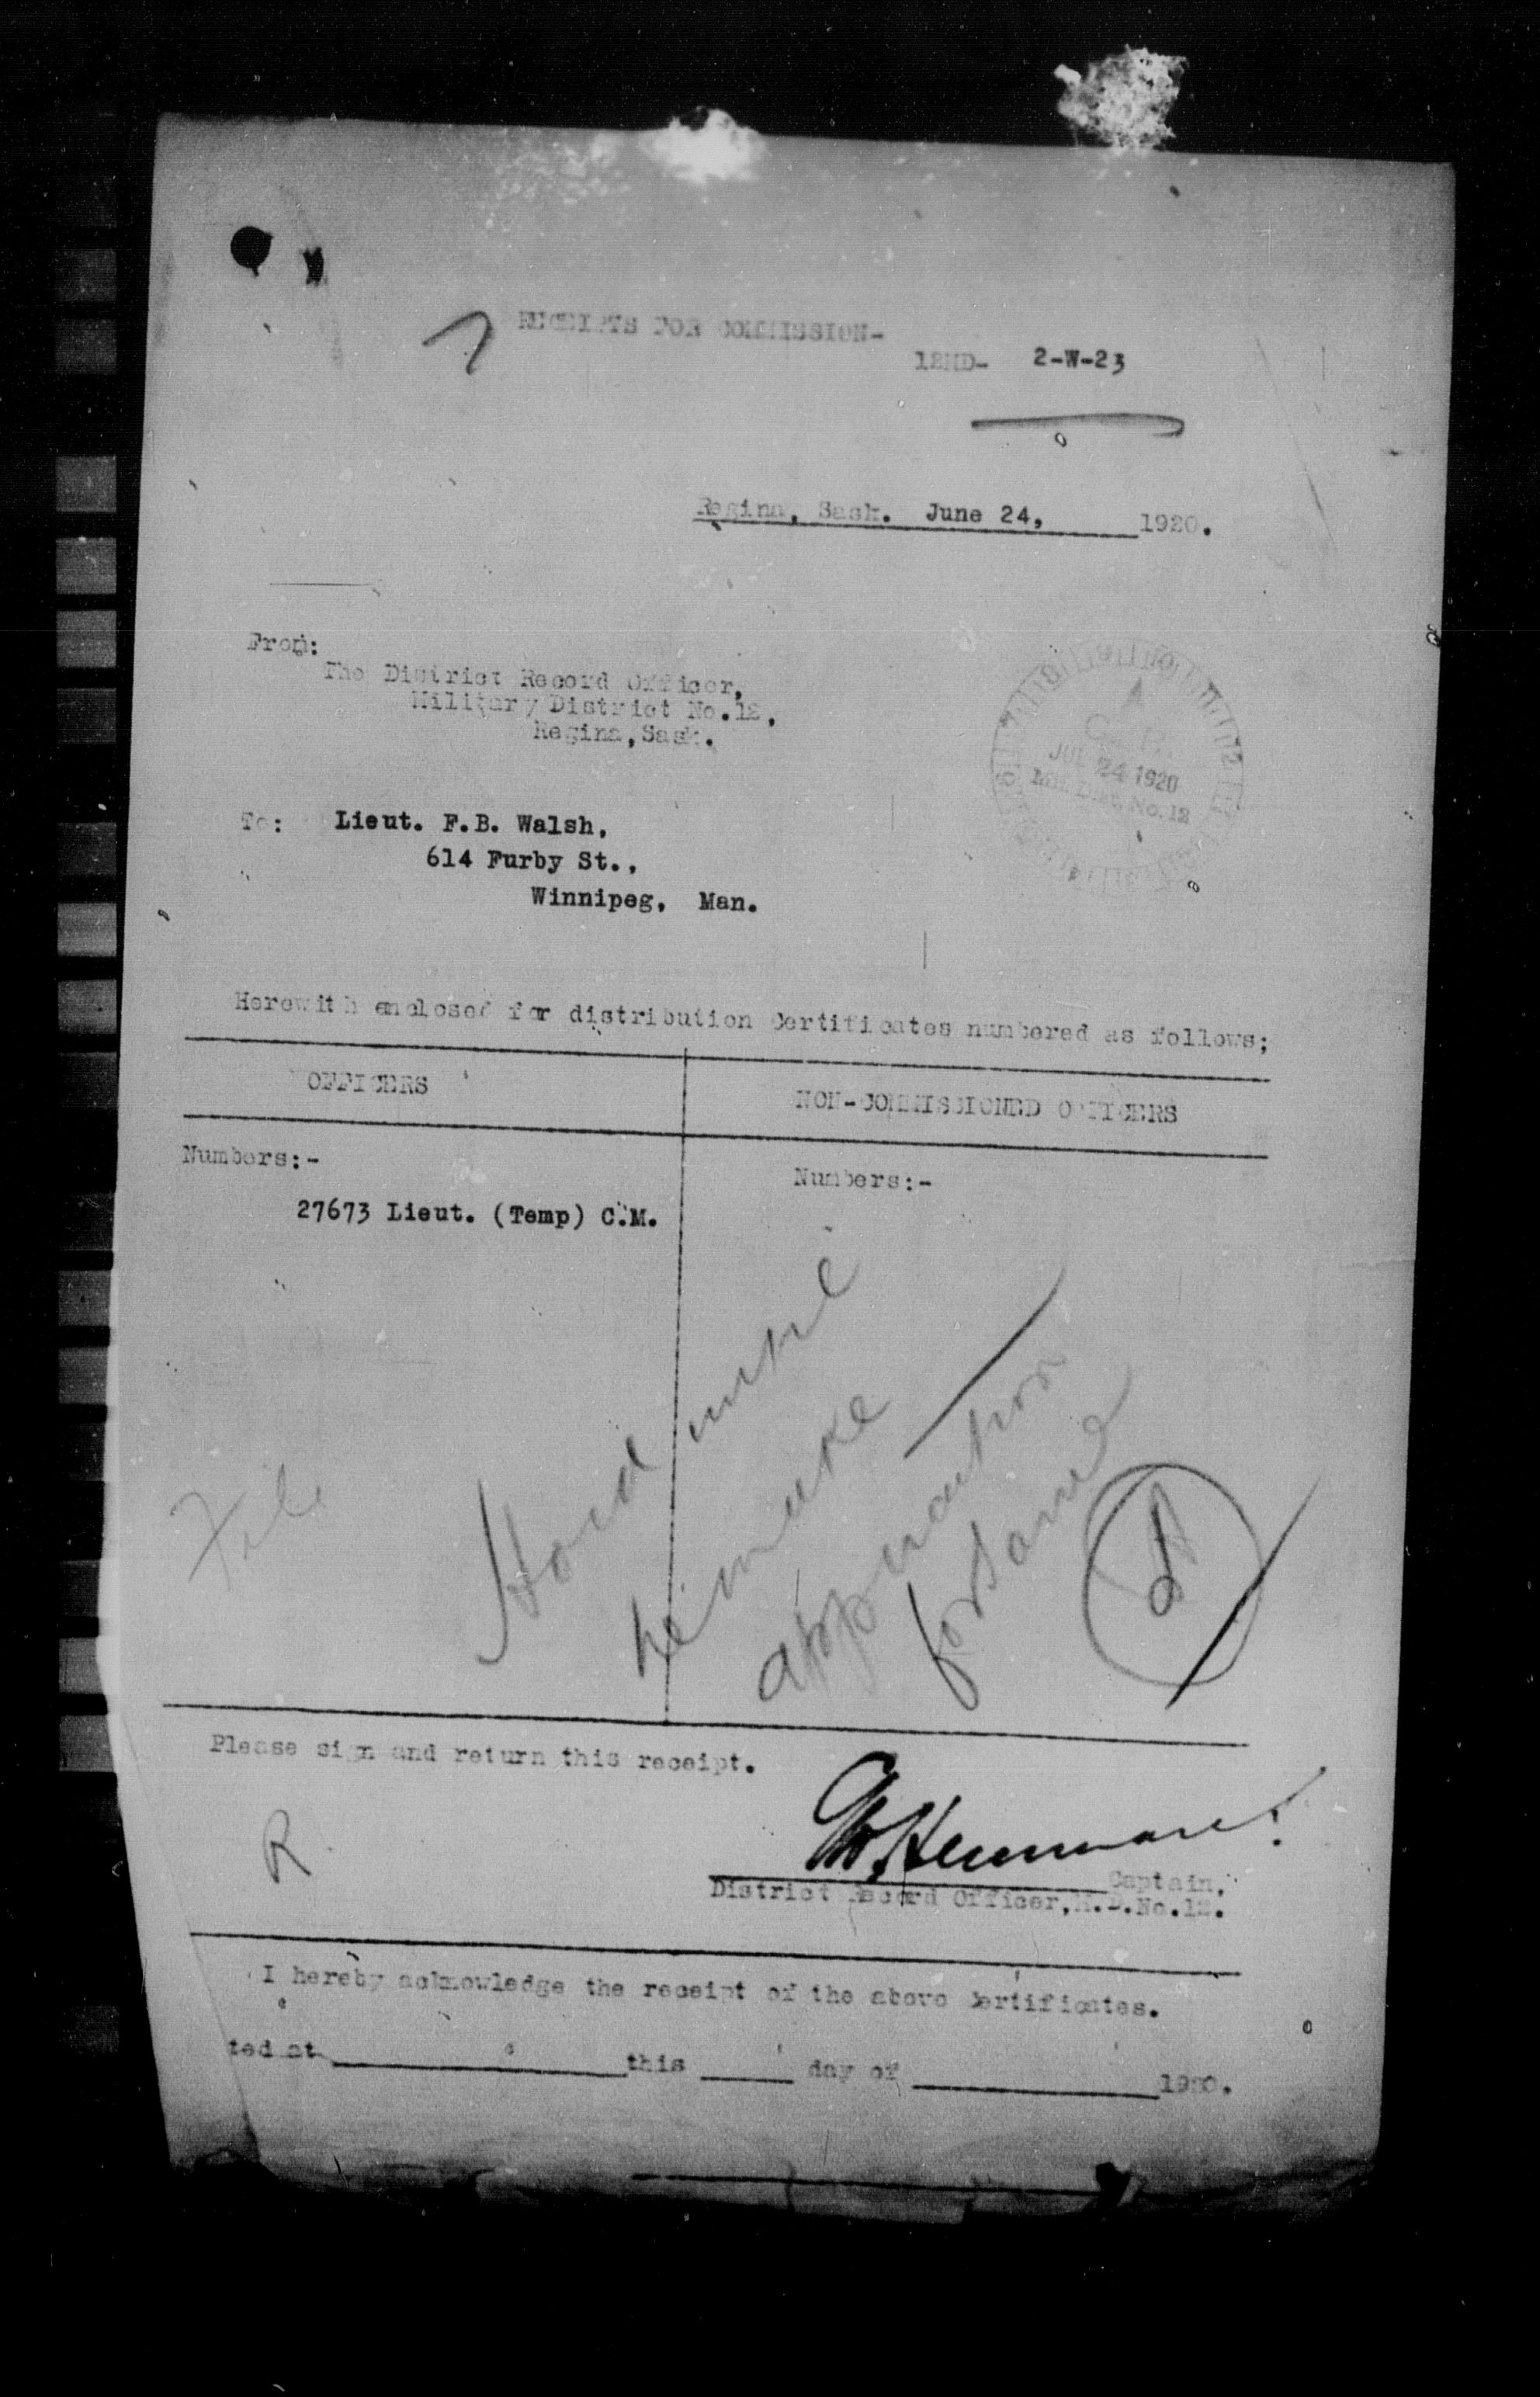 RECEIPTS FOR COMMISSION-
12MD- 2-W-23
Regina, Sask. June 24, 1920.
From:
The District Record Officer,
Military District No.12,
Regina, Sask.
C. R.
JUL 24 1920
Mil. Dist. No. 12
To: Lieut. F.B. Walsh,
614 Furby St.,
Winnipeg, Man.
Herewith enclosed for distribution Certificates numbered as follows;
OFFICERS
NON-COMMISSIONED OFFICERS
Numbers:-
Numbers:-
27673 Lieut. (Temp) C.M.
Hold until
he make
application
for same
File
Please sign and return this receipt.
R
Captain,
District Record Officer, M.D.No.12.
I hereby acknowledge the receipt of the above Certificates.
ted at this day of 1920.